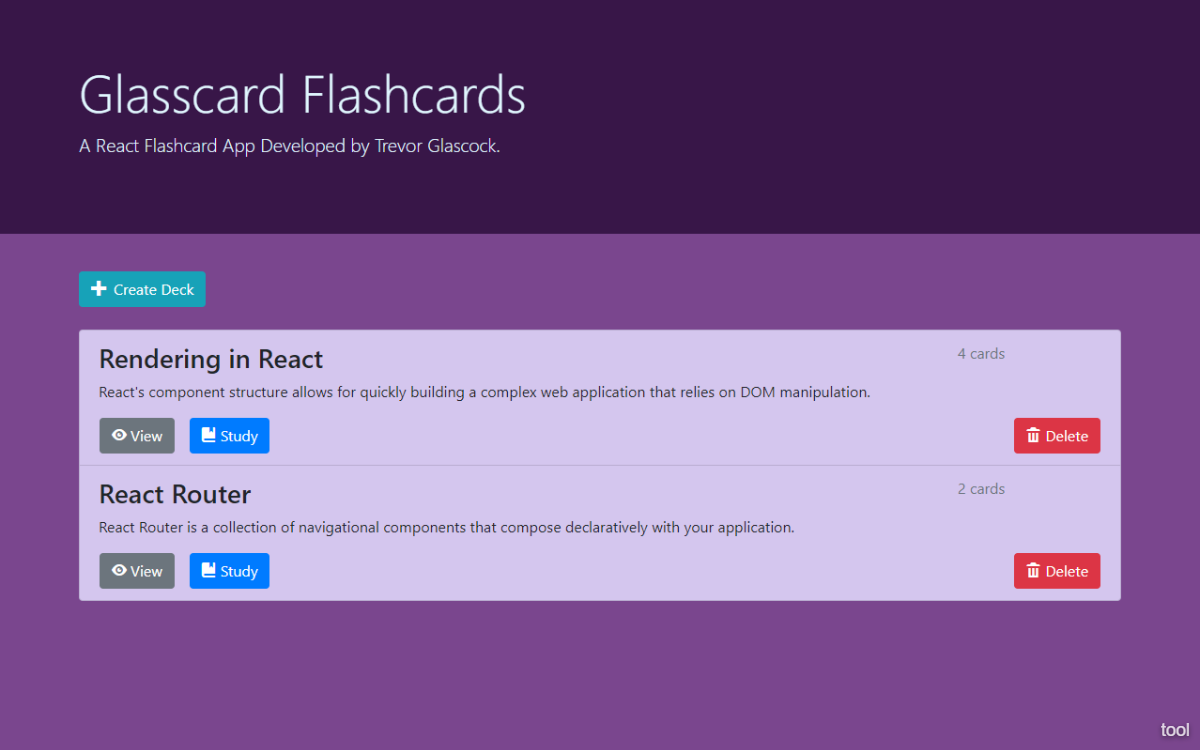 Glasscard Flashcards
A React Flashcard App Developed by Trevor Glascock.
Create Deck
Rendering in React
4 cards
React's component structure allows for quickly building a complex web application that relies on DOM manipulation.
View Study Delete
React Router
2 cards
React Router is a collection of navigational components that compose declaratively with your application.
View Study Delete
tool